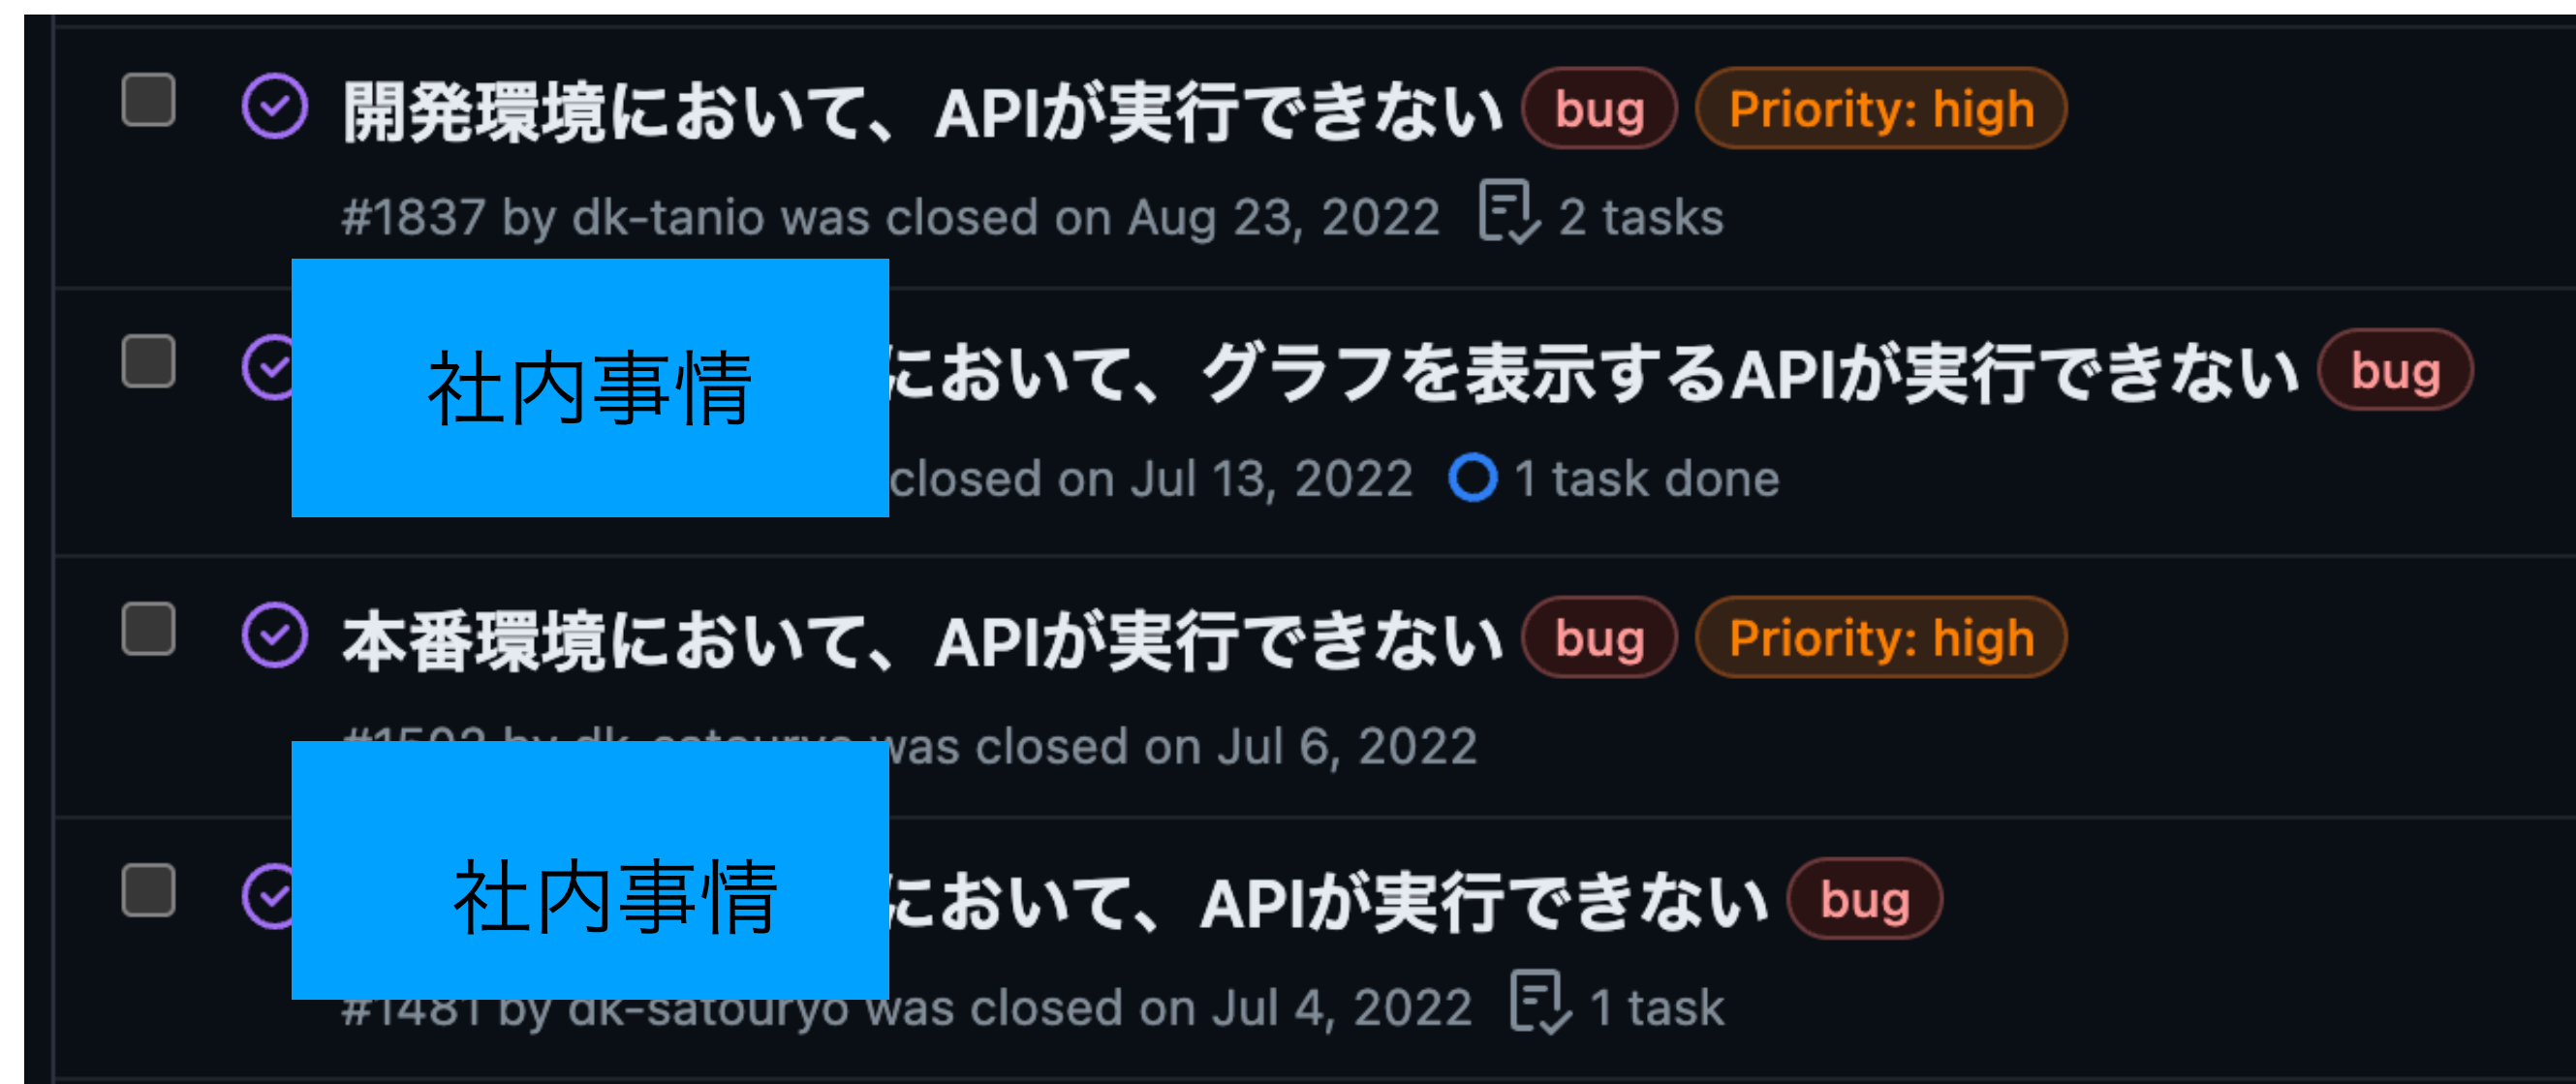 開発環境において、APIが実行できない bug Priority: high
#1837 by dk-tanio was closed on Aug 23, 2022 2 tasks
社内事情 において、グラフを表示するAPIが実行できない bug
closed on Jul 13, 2022 1 task done
本番環境において、APIが実行できない bug Priority: high
was closed on Jul 6, 2022
社内事情 において、APIが実行できない bug
#1481 by dk-satouryo was closed on Jul 4, 2022 1 task